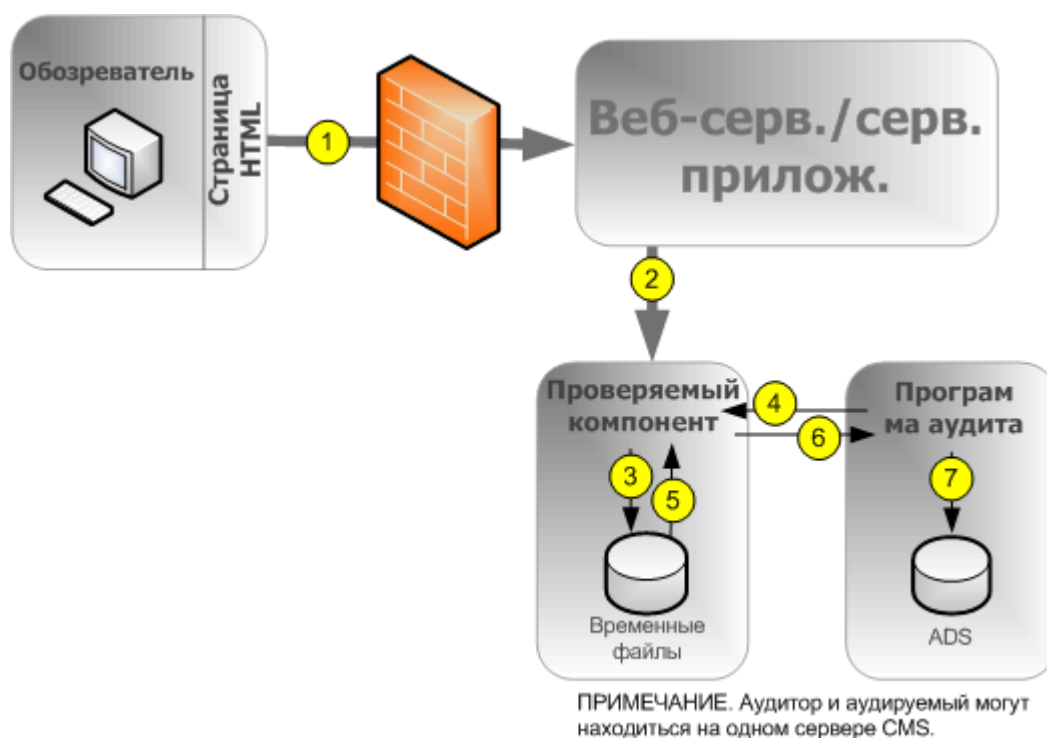 Обозреватель
Страница
HTML
1
Веб-серв./серв.
прилож.
2
Проверяемый
компонент
4
6
Програм
ма аудита
3
5
7
Временные
файлы
ADS
ПРИМЕЧАНИЕ. Аудитор и аудируемый могут
находиться на одном сервере CMS.